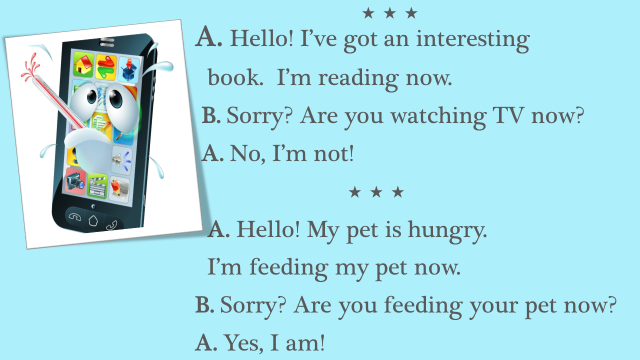 ★ ★ ★
A. Hello! I’ve got an interesting
book. I’m reading now.
B. Sorry? Are you watching TV now?
A. No, I’m not!
★ ★ ★
A. Hello! My pet is hungry.
I’m feeding my pet now.
B. Sorry? Are you feeding your pet now?
A. Yes, I am!